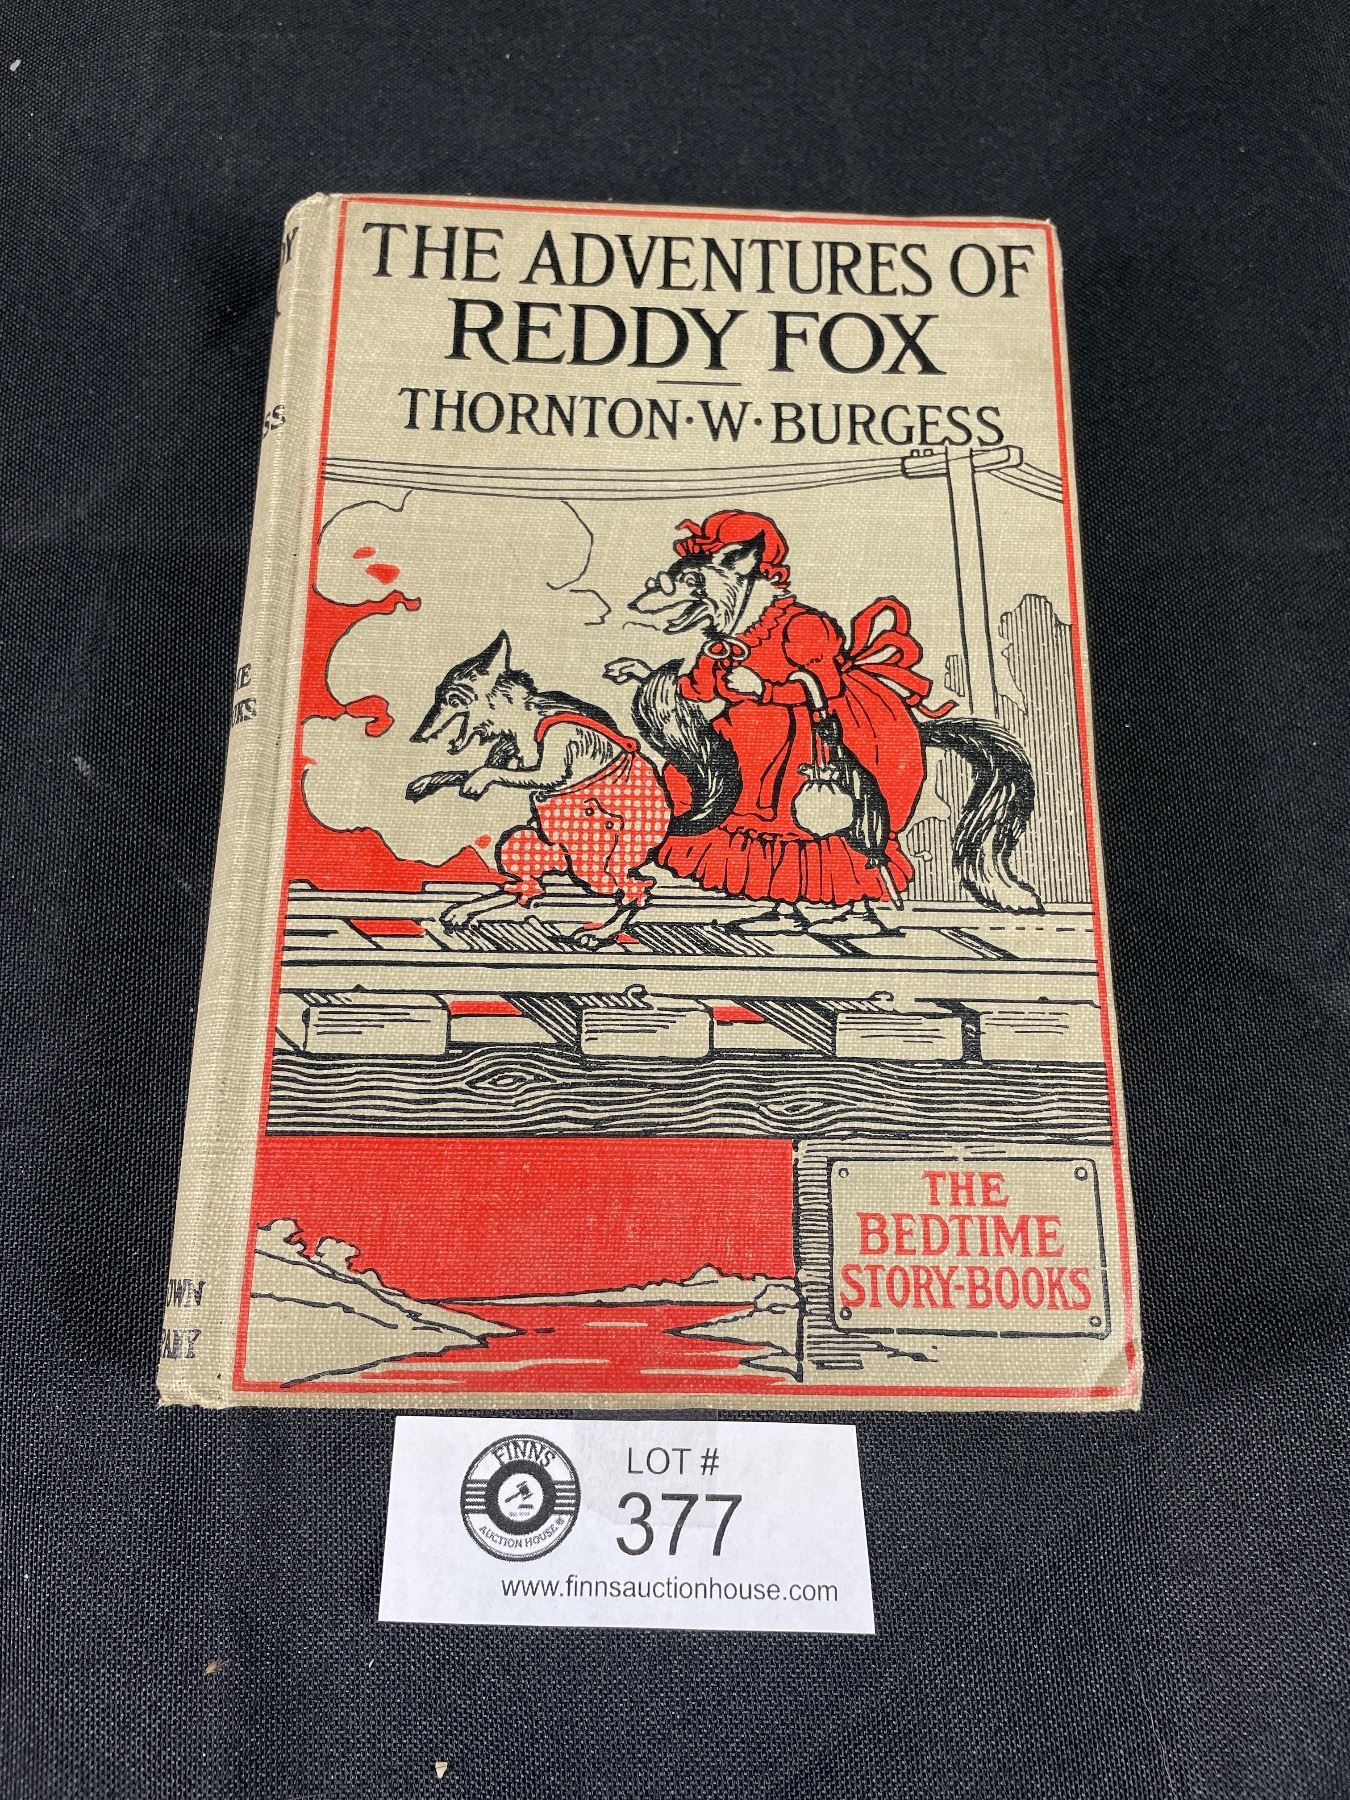 THE ADVENTURES OF
REDDY FOX
THORNTON·W·BURGESS
THE
BEDTIME
STORY-BOOKS
FINNS
AUCTION HOUSE
LOT #
377
www.finnsauctionhouse.com